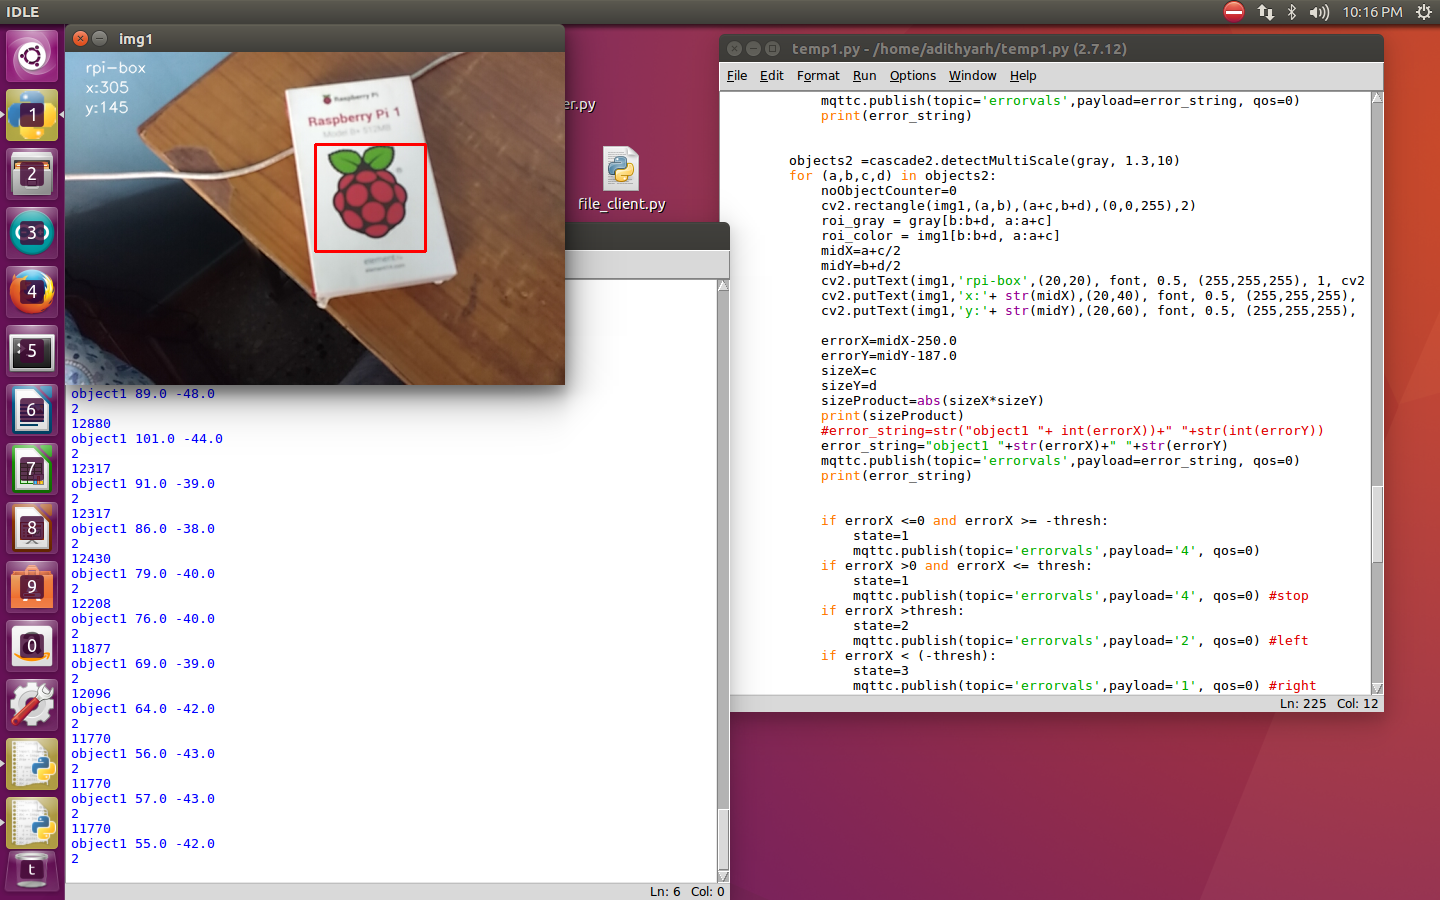 IDLE
10:16 PM
img1
rpi-box
x:305
y:145
Raspberry Pi
Raspberry Pi 1
Model B+ 512MB
element14
er.py
file_client.py
1
2
3
4
5
6
7
8
9
0
t
object1 89.0 -48.0
2
12880
object1 101.0 -44.0
2
12317
object1 91.0 -39.0
2
12317
object1 86.0 -38.0
2
12430
object1 79.0 -40.0
2
12208
object1 76.0 -40.0
2
11877
object1 69.0 -39.0
2
12096
object1 64.0 -42.0
2
11770
object1 56.0 -43.0
2
11770
object1 57.0 -43.0
2
11770
object1 55.0 -42.0
2
Ln: 6 Col: 0
temp1.py - /home/adithyarh/temp1.py (2.7.12)
File Edit Format Run Options Window Help
mqttc.publish(topic='errorvals',payload=error_string, qos=0)
print(error_string)
objects2 =cascade2.detectMultiScale(gray, 1.3,10)
for (a,b,c,d) in objects2:
noObjectCounter=0
cv2.rectangle(img1,(a,b),(a+c,b+d),(0,0,255),2)
roi_gray = gray[b:b+d, a:a+c]
roi_color = img1[b:b+d, a:a+c]
midX=a+c/2
midY=b+d/2
cv2.putText(img1,'rpi-box',(20,20), font, 0.5, (255,255,255), 1, cv2
cv2.putText(img1,'x:'+ str(midX),(20,40), font, 0.5, (255,255,255),
cv2.putText(img1,'y:'+ str(midY),(20,60), font, 0.5, (255,255,255),
errorX=midX-250.0
errorY=midY-187.0
sizeX=c
sizeY=d
sizeProduct=abs(sizeX*sizeY)
print(sizeProduct)
#error_string=str("object1 "+ int(errorX))+" "+str(int(errorY))
error_string="object1 "+str(errorX)+" "+str(errorY)
mqttc.publish(topic='errorvals',payload=error_string, qos=0)
print(error_string)
if errorX <=0 and errorX >= -thresh:
state=1
mqttc.publish(topic='errorvals',payload='4', qos=0)
if errorX >0 and errorX <= thresh:
state=1
mqttc.publish(topic='errorvals',payload='4', qos=0) #stop
if errorX >thresh:
state=2
mqttc.publish(topic='errorvals',payload='2', qos=0) #left
if errorX < (-thresh):
state=3
mqttc.publish(topic='errorvals',payload='1', qos=0) #right
Ln: 225 Col: 12